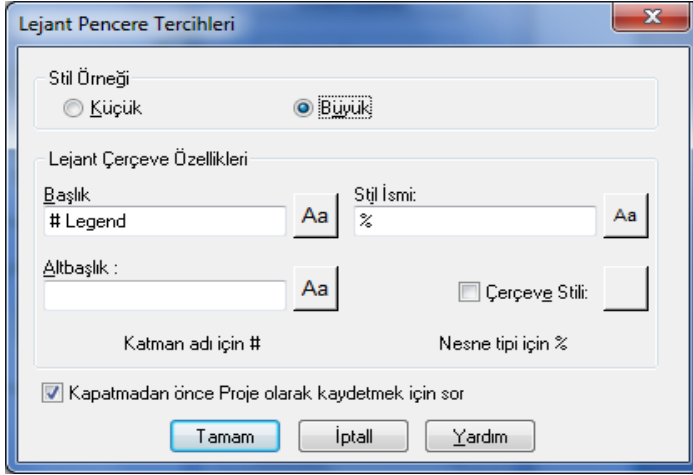 Lejant Pencere Tercihleri
Stil Örneği
Küçük Büyük
Lejant Çerçeve Özellikleri
Başlık Stil İsmi:
# Legend Aa % Aa
Altbaşlık :
Aa Çerçeve Stili:
Katman adı için # Nesne tipi için %
Kapatmadan önce Proje olarak kaydetmek için sor
Tamam İptall Yardım